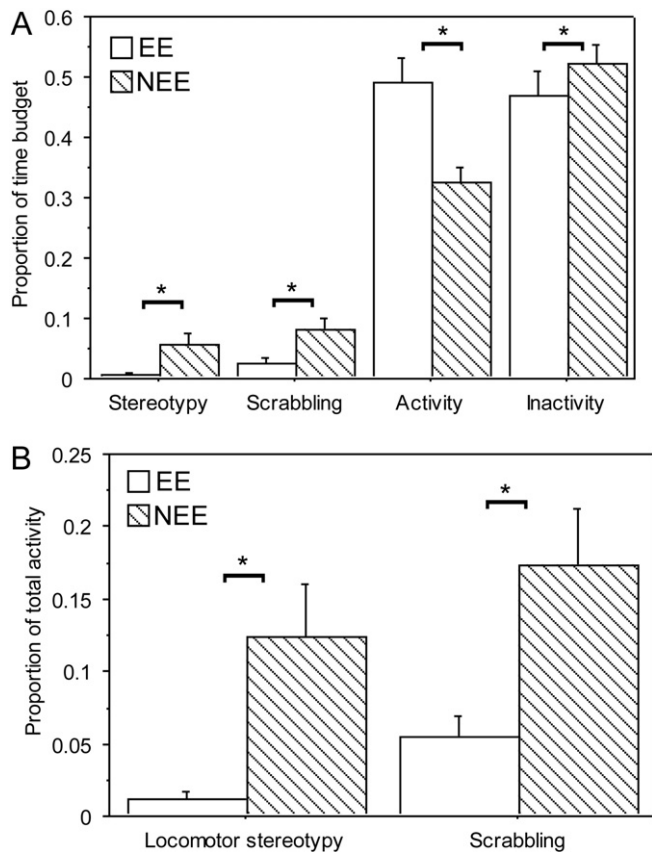 A
EE
NEE
Proportion of time budget
0.6
0.5
0.4
0.3
0.2
0.1
0
*
*
*
*
Stereotypy Scrabbling Activity Inactivity
B
EE
NEE
Proportion of total activity
0.25
0.2
0.15
0.1
0.05
0
*
*
Locomotor stereotypy Scrabbling